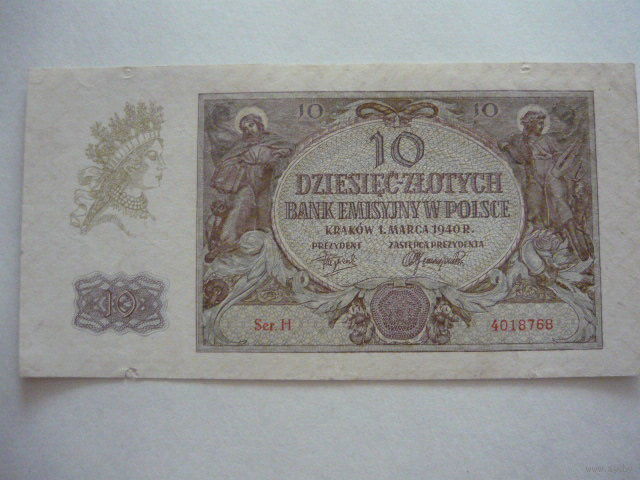 10 10
10
DZIESIĘĆ ZŁOTYCH
BANK EMISYJNY W POLSCE
KRAKÓW 1. MARCA 1940 R.
PREZYDENT ZASTĘPCA PREZYDENTA
10
Ser. H 4018768